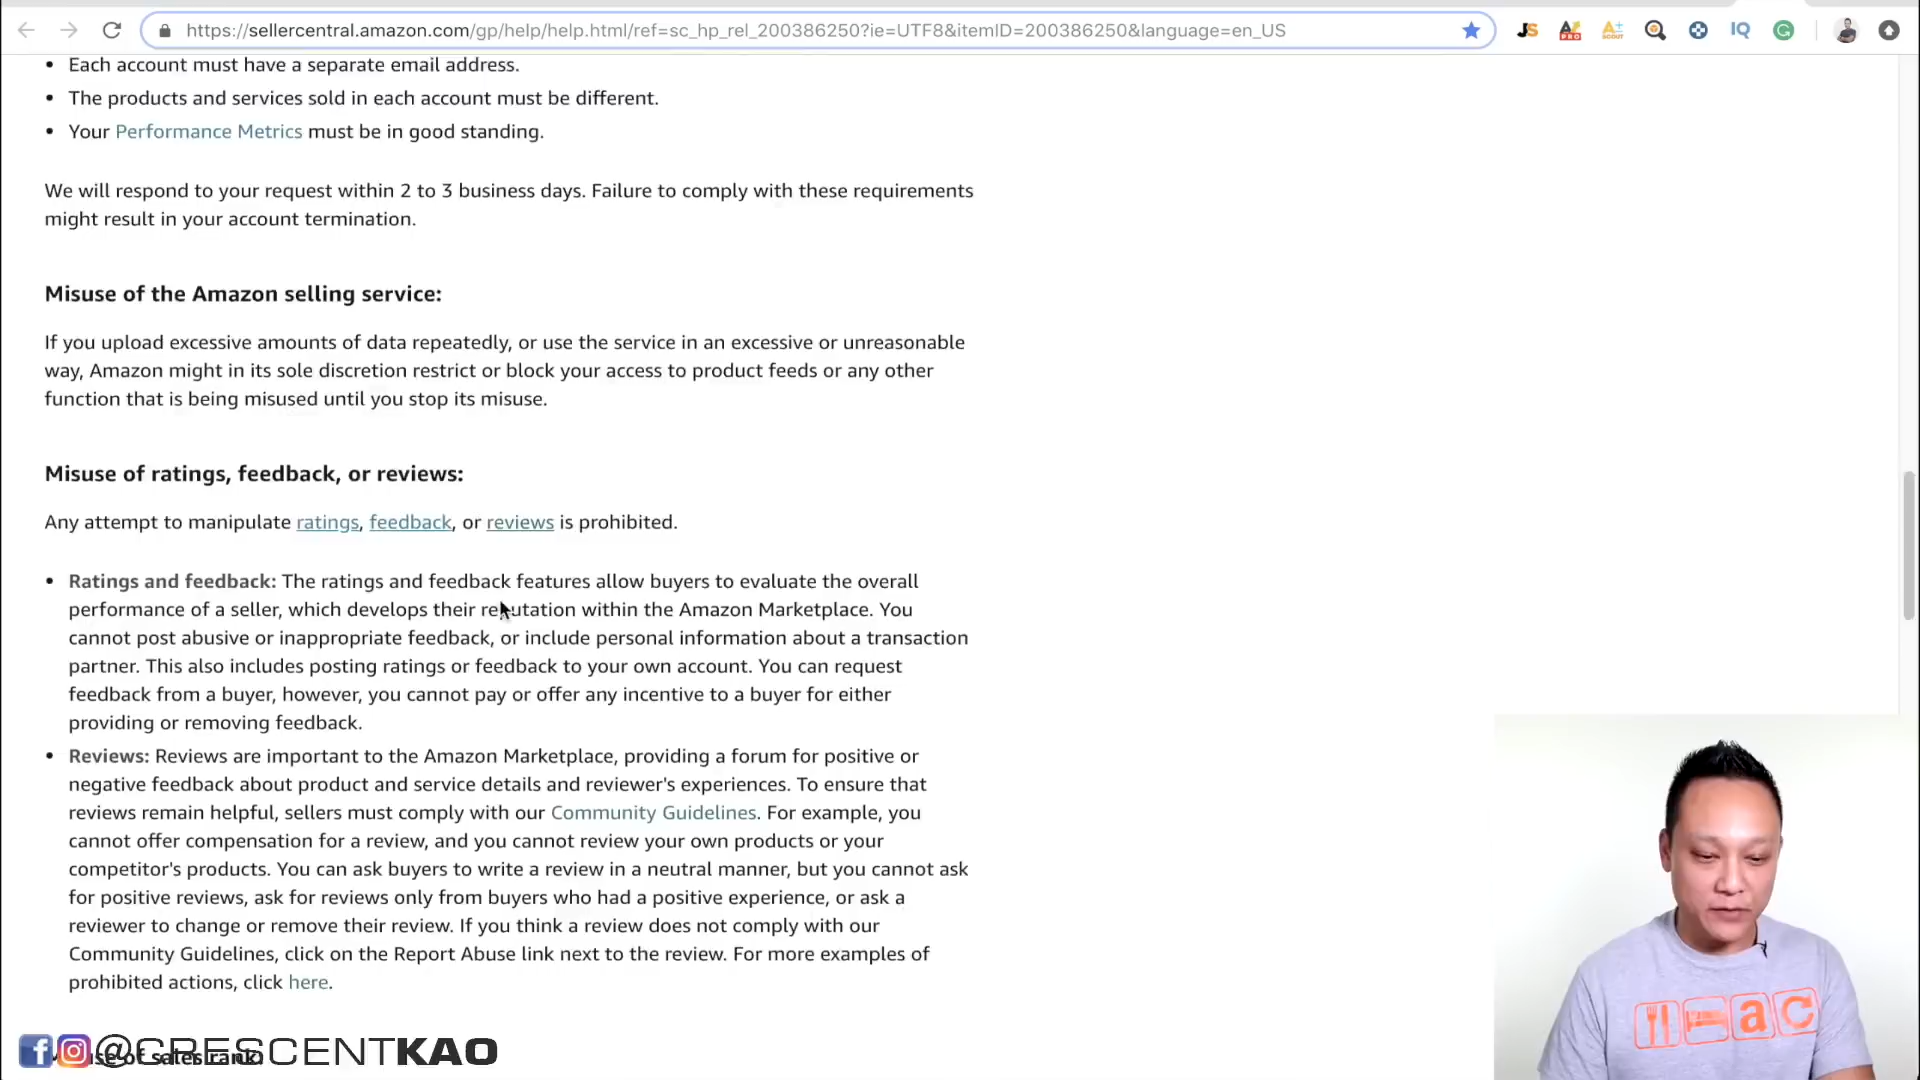 https://sellercentral.amazon.com/gp/help/help.html/ref=sc_hp_rel_200386250?ie=UTF8&itemID=200386250&language=en_US
JS
PRO
SCOUT
IQ
G
• Each account must have a separate email address.
• The products and services sold in each account must be different.
• Your Performance Metrics must be in good standing.
We will respond to your request within 2 to 3 business days. Failure to comply with these requirements
might result in your account termination.
Misuse of the Amazon selling service:
If you upload excessive amounts of data repeatedly, or use the service in an excessive or unreasonable
way, Amazon might in its sole discretion restrict or block your access to product feeds or any other
function that is being misused until you stop its misuse.
Misuse of ratings, feedback, or reviews:
Any attempt to manipulate ratings, feedback, or reviews is prohibited.
• Ratings and feedback: The ratings and feedback features allow buyers to evaluate the overall
performance of a seller, which develops their reputation within the Amazon Marketplace. You
cannot post abusive or inappropriate feedback, or include personal information about a transaction
partner. This also includes posting ratings or feedback to your own account. You can request
feedback from a buyer, however, you cannot pay or offer any incentive to a buyer for either
providing or removing feedback.
• Reviews: Reviews are important to the Amazon Marketplace, providing a forum for positive or
negative feedback about product and service details and reviewer's experiences. To ensure that
reviews remain helpful, sellers must comply with our Community Guidelines. For example, you
cannot offer compensation for a review, and you cannot review your own products or your
competitor's products. You can ask buyers to write a review in a neutral manner, but you cannot ask
for positive reviews, ask for reviews only from buyers who had a positive experience, or ask a
reviewer to change or remove their review. If you think a review does not comply with our
Community Guidelines, click on the Report Abuse link next to the review. For more examples of
prohibited actions, click here.
of sales rank:
@CRESCENTKAO
ac